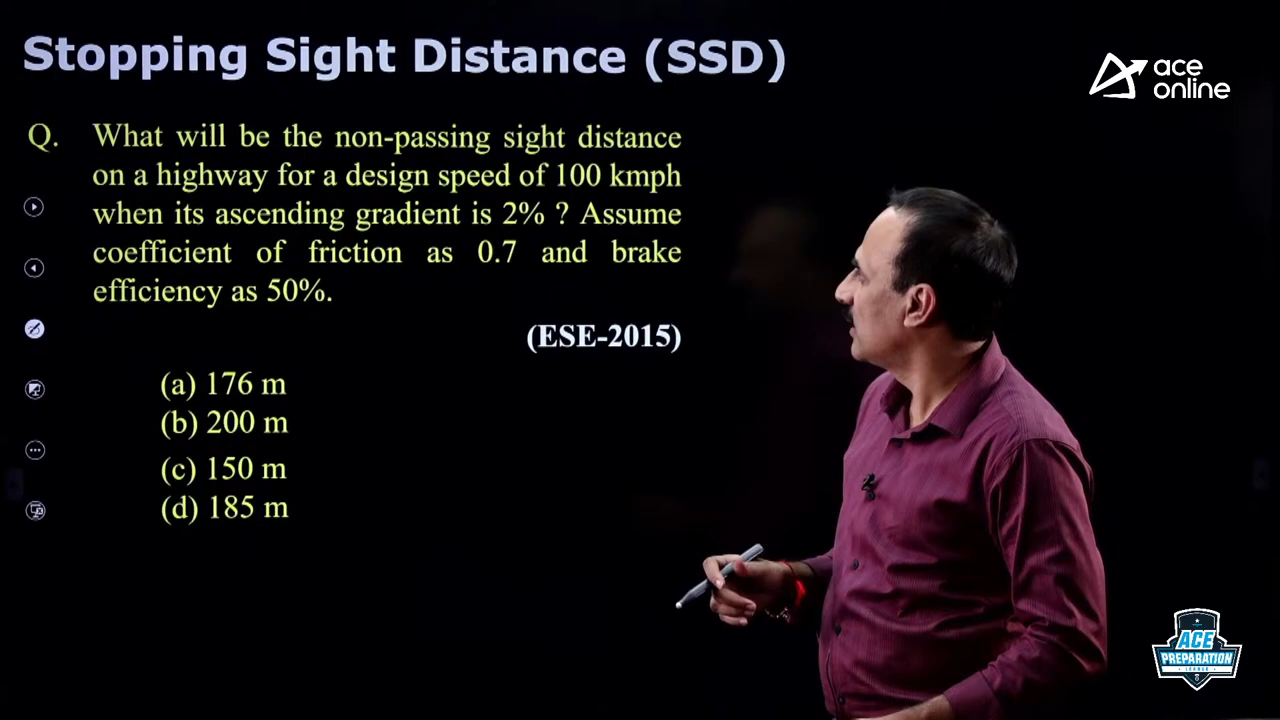 Stopping Sight Distance (SSD)
ace
online
Q. What will be the non-passing sight distance
on a highway for a design speed of 100 kmph
when its ascending gradient is 2% ? Assume
coefficient of friction as 0.7 and brake
efficiency as 50%.
(ESE-2015)
(a) 176 m
(b) 200 m
(c) 150 m
(d) 185 m
ACE
PREPARATION